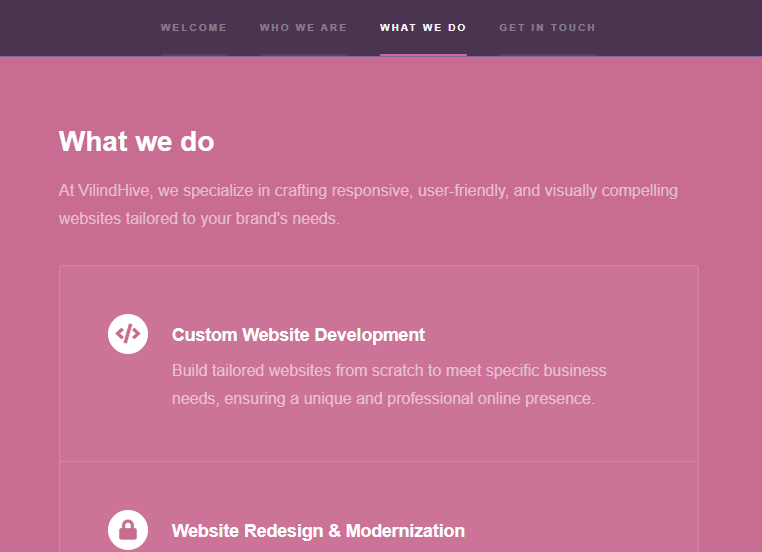 WELCOME WHO WE ARE WHAT WE DO GET IN TOUCH
What we do
At VilindHive, we specialize in crafting responsive, user-friendly, and visually compelling
websites tailored to your brand's needs.
Custom Website Development
Build tailored websites from scratch to meet specific business
needs, ensuring a unique and professional online presence.
Website Redesign & Modernization